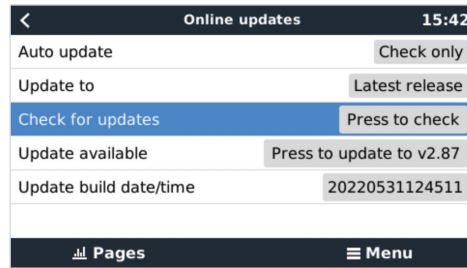 Online updates 15:42
Auto update Check only
Update to Latest release
Check for updates Press to check
Update available Press to update to v2.87
Update build date/time 20220531124511
Pages Menu